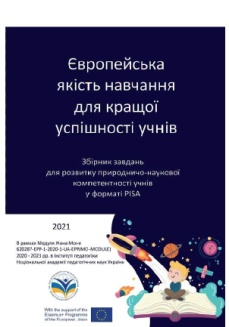 Європейська
якість навчання
для кращої
успішності учнів
Збірник завдань
для розвитку природничо-наукової
компетентності учнів
у форматі PISA
2021
В рамках Модуля Жана Моне
620287-EPP-1-2020-1-UA-EPPJMO-MODULE)
2020 - 2021 рр. в Інституті педагогіки
Національної академії педагогічних наук України
With the support of the
Erasmus+ Programme
of the European Union